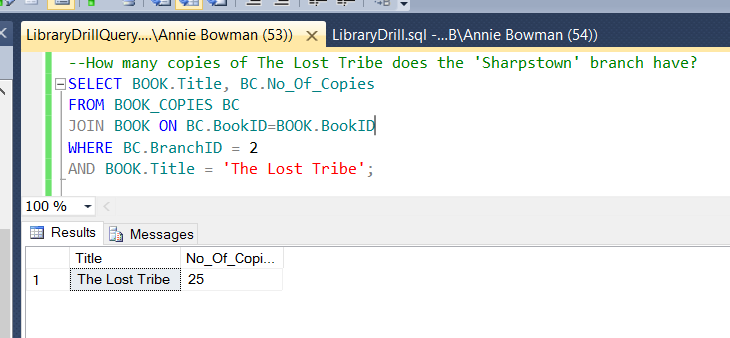 LibraryDrillQuery....\Annie Bowman (53)) LibraryDrill.sql -...B\Annie Bowman (54))
--How many copies of The Lost Tribe does the 'Sharpstown' branch have?
SELECT BOOK.Title, BC.No_Of_Copies
FROM BOOK_COPIES BC
JOIN BOOK ON BC.BookID=BOOK.BookID
WHERE BC.BranchID = 2
AND BOOK.Title = 'The Lost Tribe';
100 %
Results Messages
Title No_Of_Copi...
1 The Lost Tribe 25